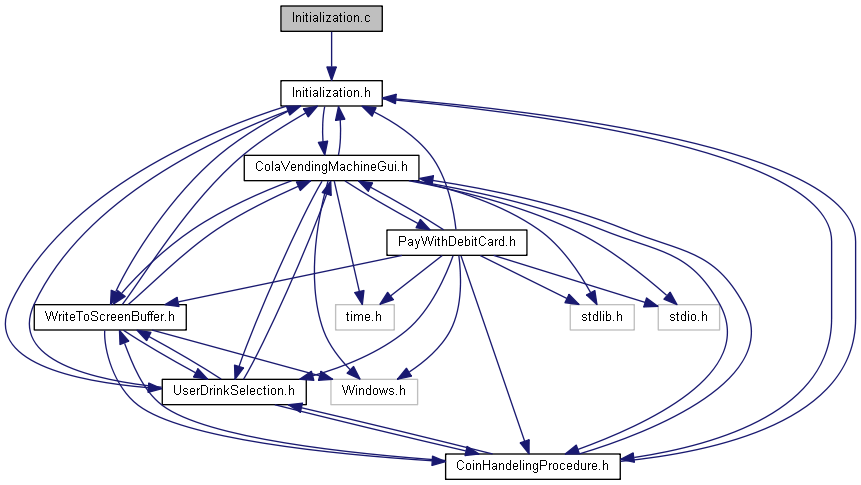 Initialization.c
Initialization.h
ColaVendingMachineGui.h
PayWithDebitCard.h
WriteToScreenBuffer.h
time.h
stdlib.h
stdio.h
UserDrinkSelection.h
Windows.h
CoinHandelingProcedure.h